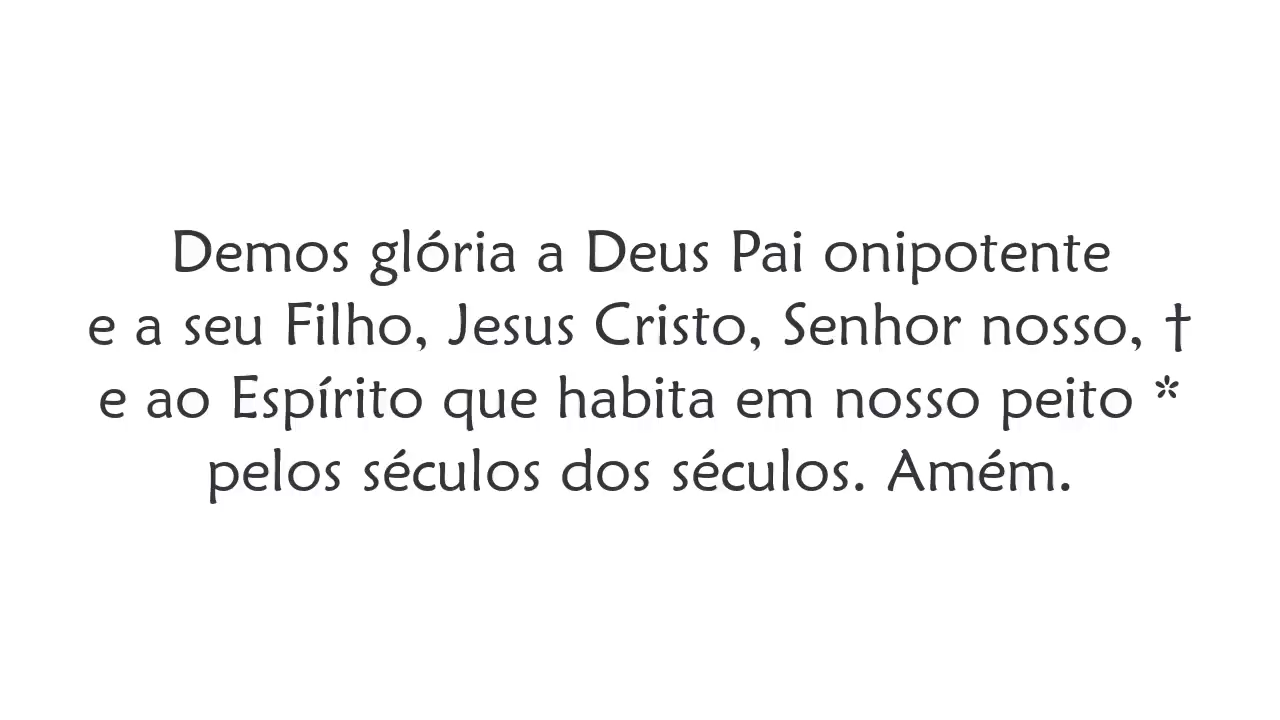 Demos glória a Deus Pai onipotente
e a seu Filho, Jesus Cristo, Senhor nosso, †
e ao Espírito que habita em nosso peito *
pelos séculos dos séculos. Amém.